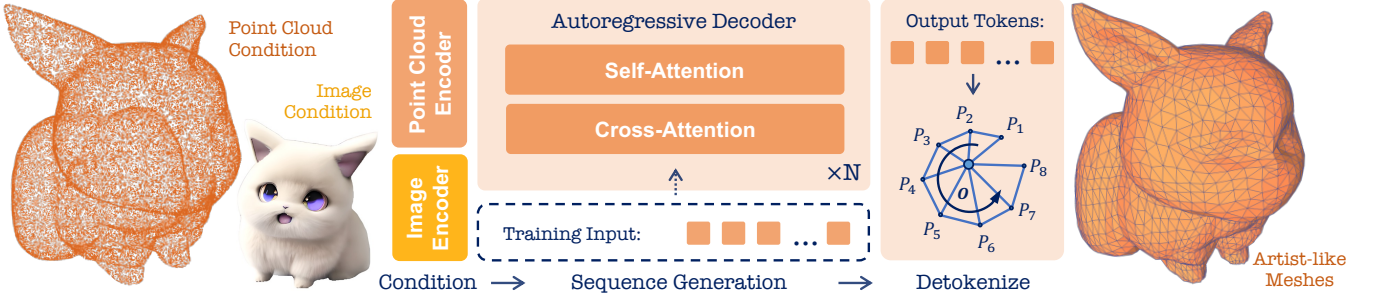 Point Cloud
Condition
Image
Condition
Point Cloud
Encoder
Image
Encoder
Autoregressive Decoder
Self-Attention
Cross-Attention
×N
Training Input:
...
Output Tokens:
...
P₁
P₂
P₃
P₄
P₅
P₆
P₇
P₈
O
Artist-like
Meshes
Condition → Sequence Generation → Detokenize